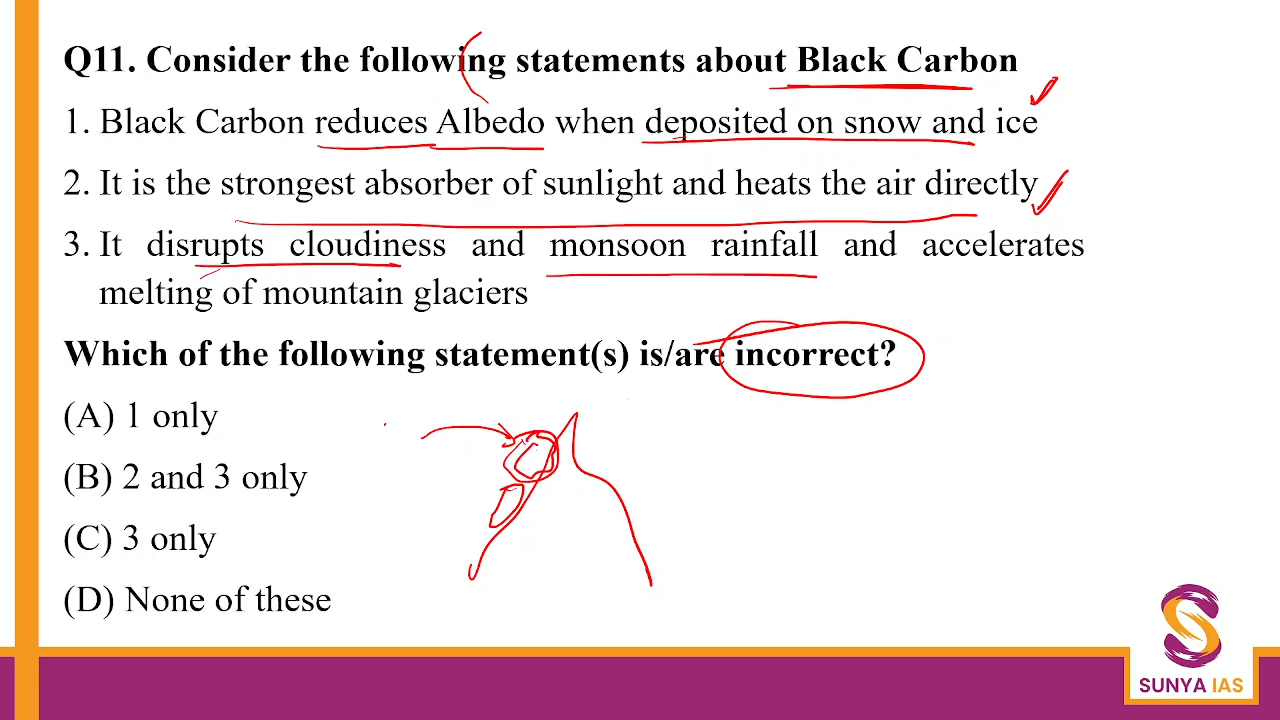 Q11. Consider the following statements about Black Carbon
1. Black Carbon reduces Albedo when deposited on snow and ice
2. It is the strongest absorber of sunlight and heats the air directly
3. It disrupts cloudiness and monsoon rainfall and accelerates
melting of mountain glaciers
Which of the following statement(s) is/are incorrect?
(A) 1 only
(B) 2 and 3 only
(C) 3 only
(D) None of these
SUNYA IAS